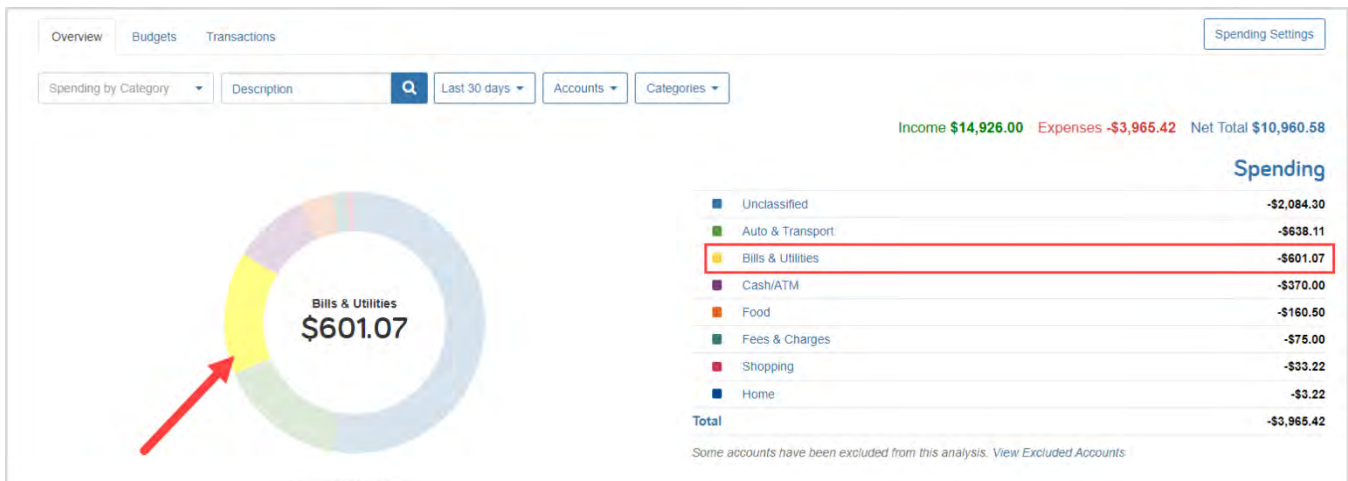 Overview Budgets Transactions Spending Settings
Spending by Category Description Last 30 days Accounts Categories
Income $14,926.00 Expenses -$3,965.42 Net Total $10,960.58
Spending
Unclassified -$2,084.30
Auto & Transport -$638.11
Bills & Utilities -$601.07
Cash/ATM -$370.00
Food -$160.50
Fees & Charges -$75.00
Shopping -$33.22
Home -$3.22
Total -$3,965.42
Some accounts have been excluded from this analysis. View Excluded Accounts
Bills & Utilities
$601.07